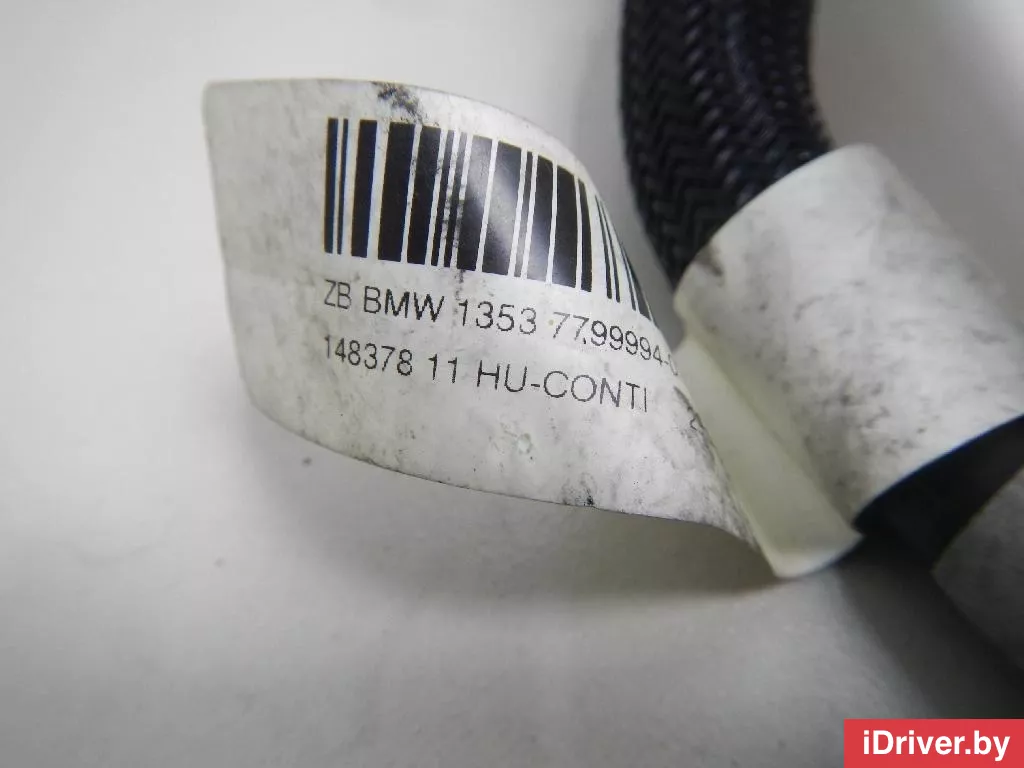 ZB BMW 1353 7799994-
148378 11 HU-CONTI
iDriver.by